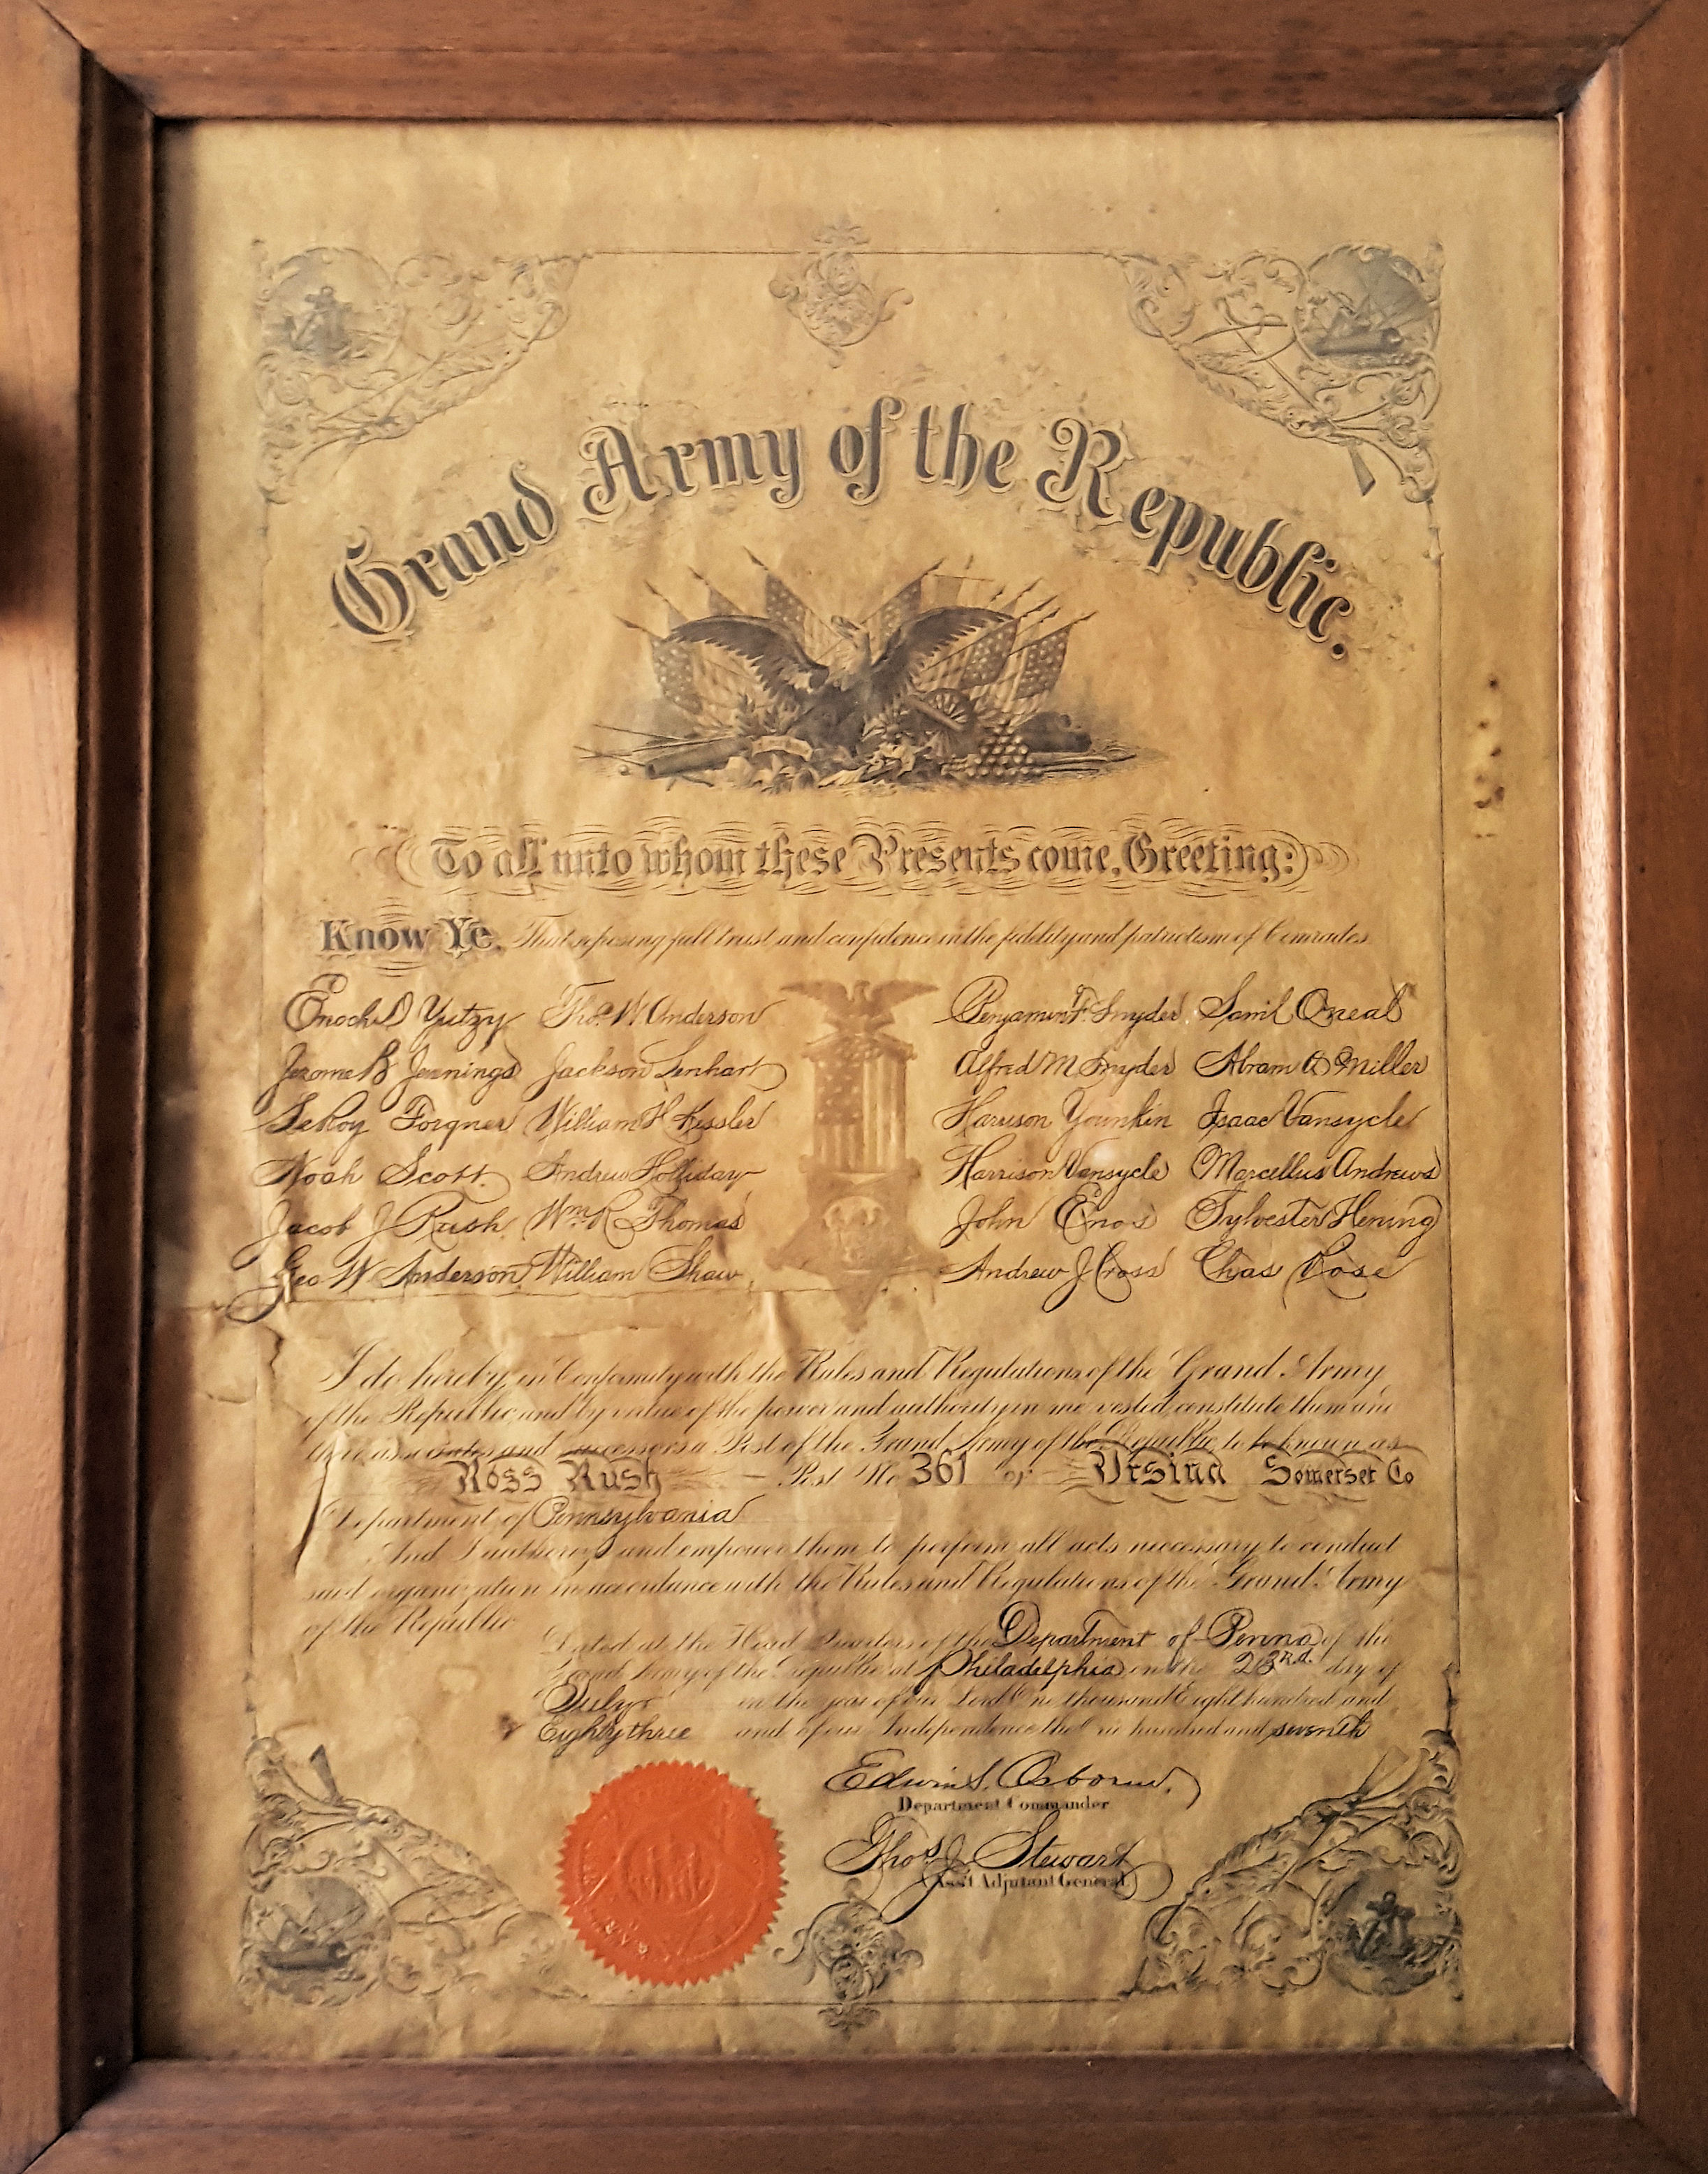 Grand Army of the Republic.
To all unto whom these Presents come, Greeting:
Know Ye, That reposing full trust and confidence in the fidelity and patriotism of Comrades
Enoch D Yutzy Thos. W Anderson Benjamin F. Snyder Saml Oneal
Jerome B Jennings Jackson Lenhart Alfred M Snyder Abram A Miller
LeRoy Forgner William H Kessler Harrison Younkin Isaac Vansycle
Noah Scott. Andrew Holliday Harrison Vansycle Marcellus Andrews
Jacob J Rush Wm R Thomas John Enos Sylvester Hening
Geo W Anderson William Shaw Andrew J Cross Chas Rose
I do hereby, in Conformity with the Rules and Regulations of the Grand Army
of the Republic, and by virtue of the power and authority in me vested, constitute them and
their associates and successors a Post of the Grand Army of the Republic, to be known as
Ross Rush Post No 361 of Ursina Somerset Co
Department of Pennsylvania
And I authorize and empower them to perform all acts necessary to conduct
said organization in accordance with the Rules and Regulations of the Grand Army
of the Republic
Dated at the Head Quarters of the Department of Penna of the
Grand Army of the Republic at Philadelphia on the 23rd. day of
July in the year of our Lord One thousand Eight hundred and
Eighty three and of our Independence the One hundred and seventh
Edwin S. Osborne,
Department Commander
Thos J. Stewart
Ass't Adjutant General